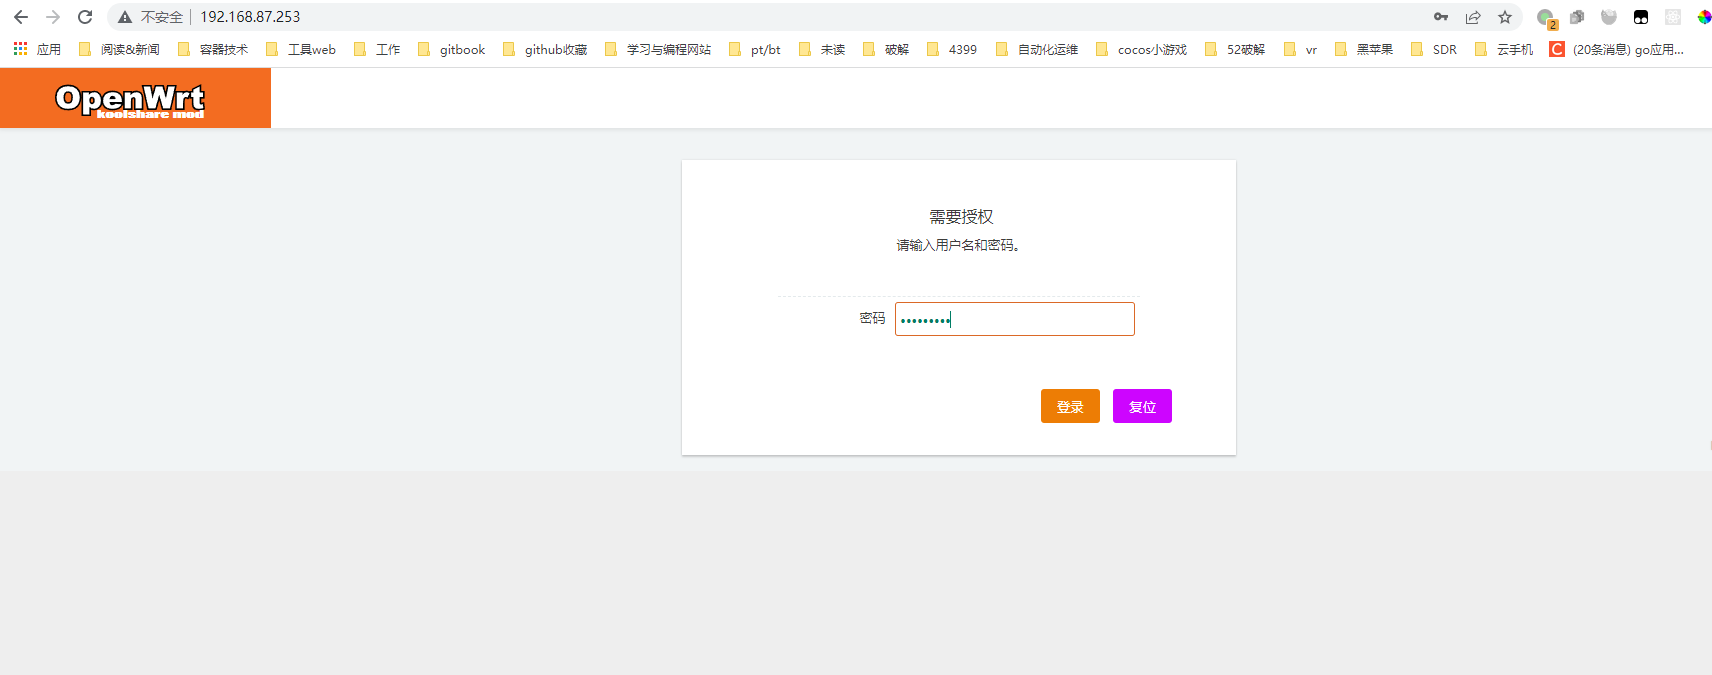 不安全 192.168.87.253
2
应用 阅读&新闻 容器技术 工具web 工作 gitbook github收藏 学习与编程网站 pt/bt 未读 破解 4399 自动化运维 cocos小游戏 52破解 vr 黑苹果 SDR 云手机 C (20条消息) go应用...
OpenWrt
koolshare mod
需要授权
请输入用户名和密码。
密码 •••••••••
登录 复位